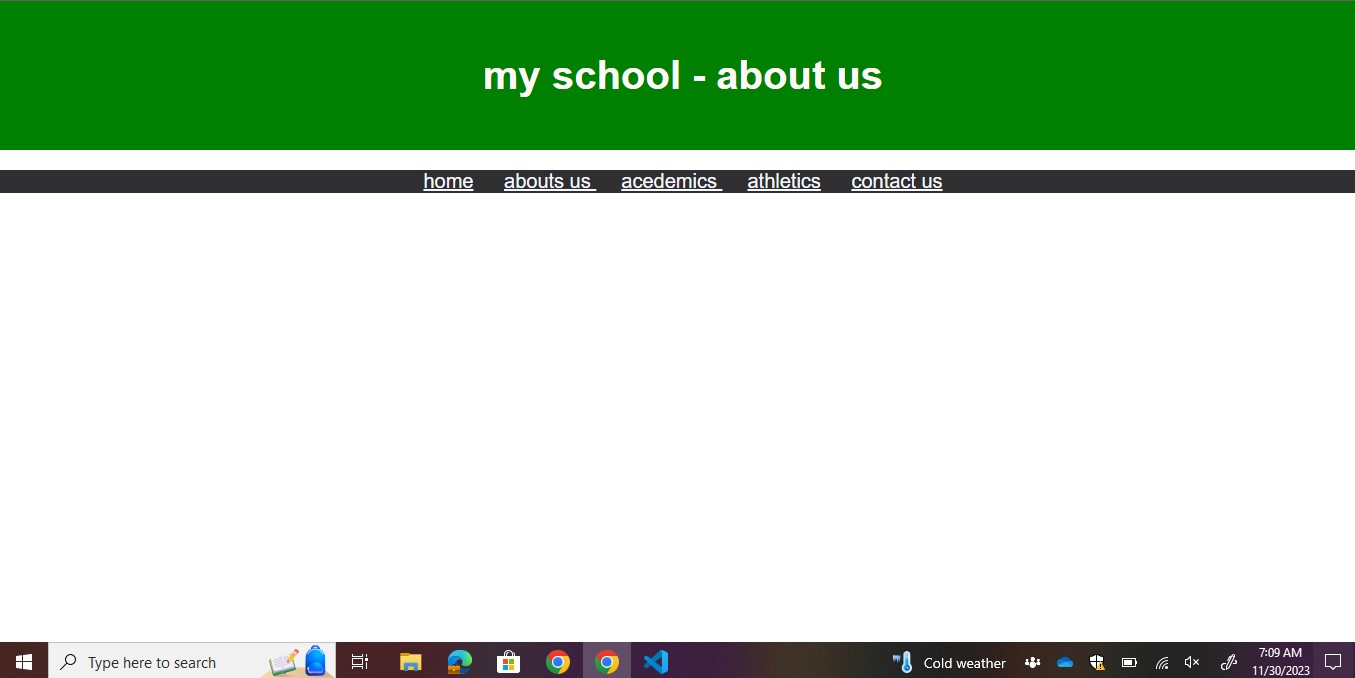 my school - about us
home abouts us acedemics athletics contact us
Type here to search
Cold weather
7:09 AM
11/30/2023